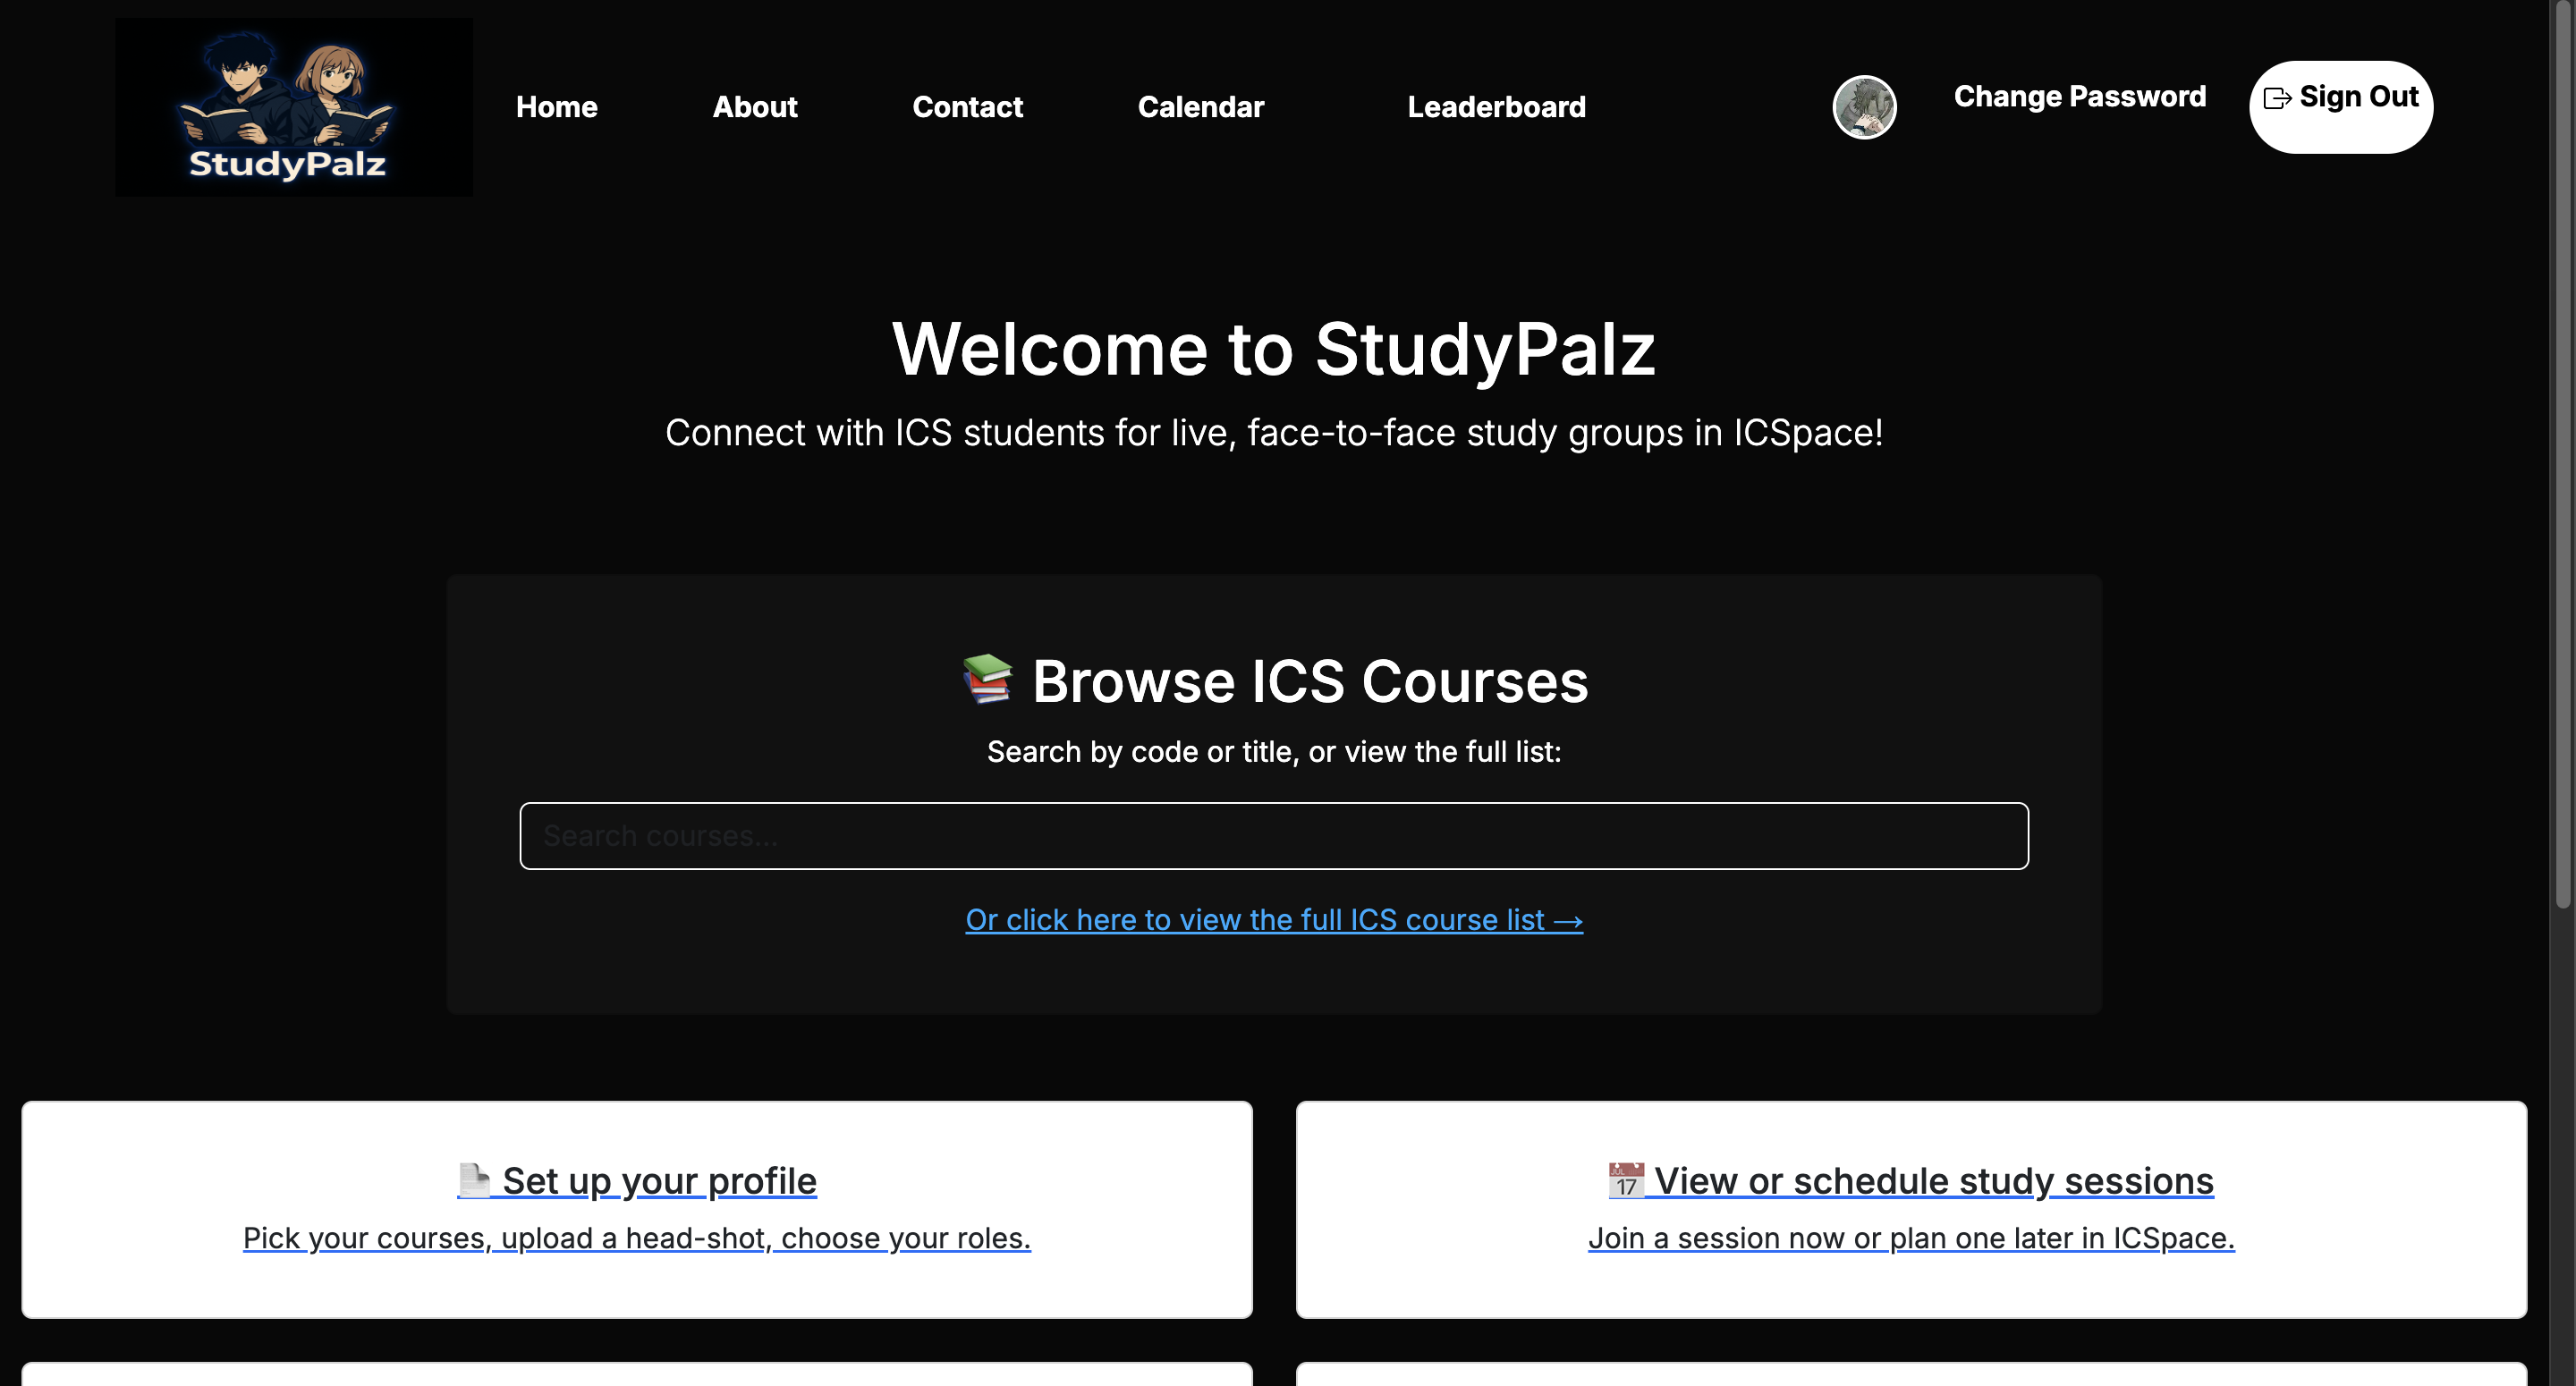 StudyPalz
Home
About
Contact
Calendar
Leaderboard
Change Password
Sign Out
Welcome to StudyPalz
Connect with ICS students for live, face-to-face study groups in ICSpace!
📚 Browse ICS Courses
Search by code or title, or view the full list:
Search courses...
Or click here to view the full ICS course list →
📄 Set up your profile
Pick your courses, upload a head-shot, choose your roles.
📅 View or schedule study sessions
Join a session now or plan one later in ICSpace.